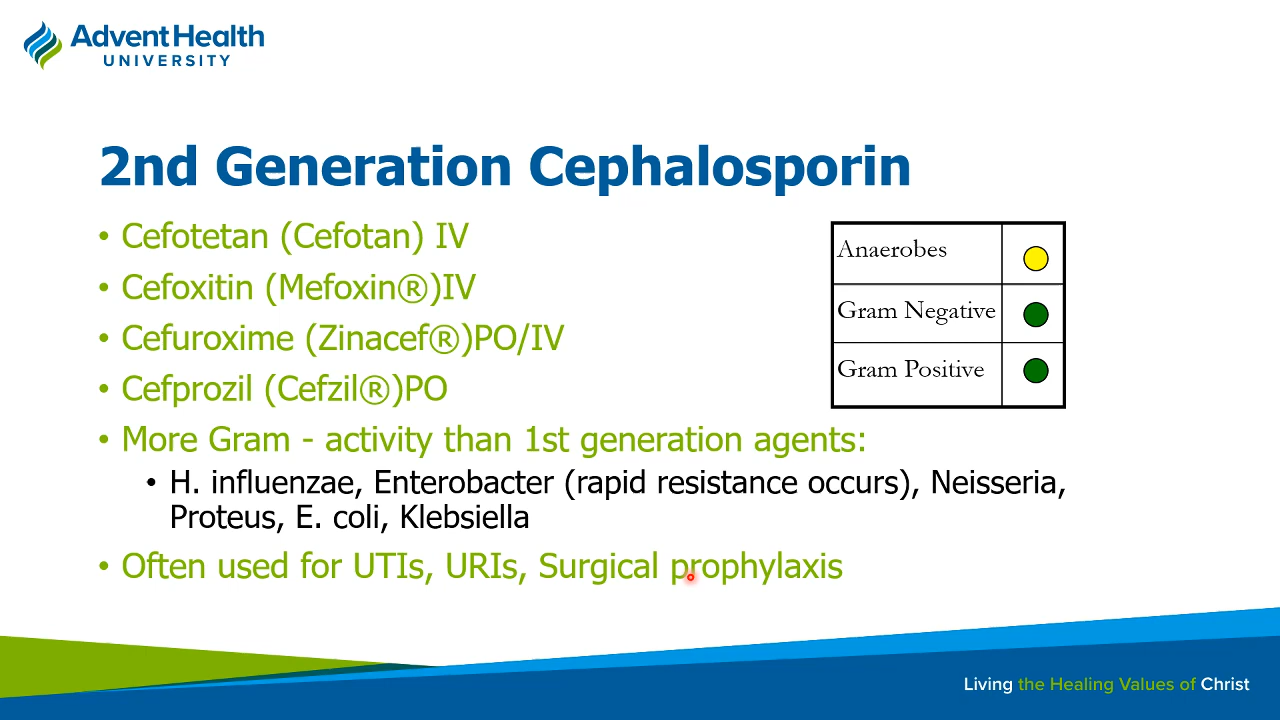 AdventHealth
UNIVERSITY
2nd Generation Cephalosporin
• Cefotetan (Cefotan) IV
• Cefoxitin (Mefoxin®)IV
• Cefuroxime (Zinacef®)PO/IV
• Cefprozil (Cefzil®)PO
Anaerobes
Gram Negative
Gram Positive
• More Gram - activity than 1st generation agents:
• H. influenzae, Enterobacter (rapid resistance occurs), Neisseria,
Proteus, E. coli, Klebsiella
• Often used for UTIs, URIs, Surgical prophylaxis
Living the Healing Values of Christ